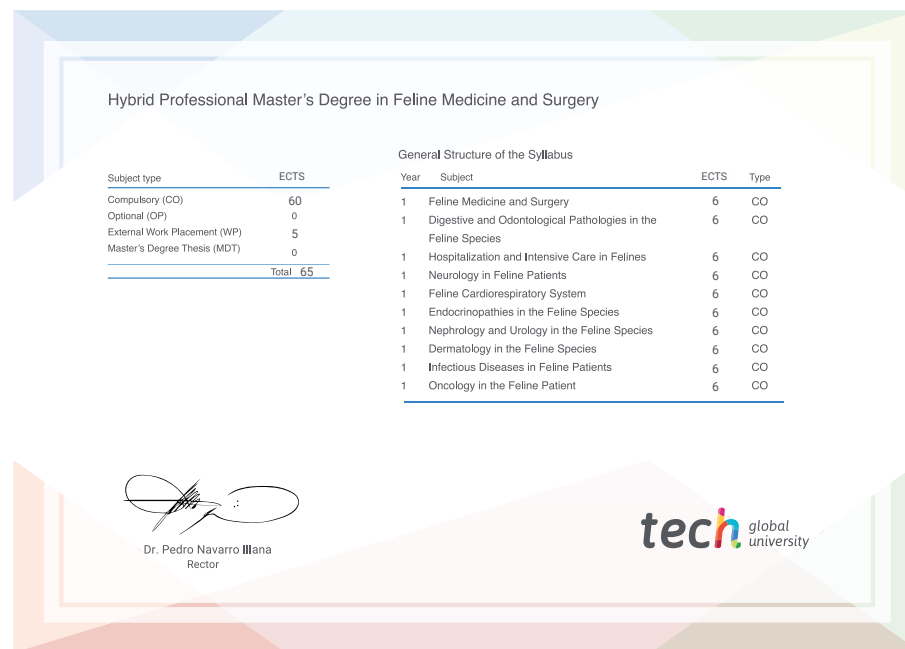 Hybrid Professional Master's Degree in Feline Medicine and Surgery
Subject type ECTS
Compulsory (CO) 60
Optional (OP) 0
External Work Placement (WP) 5
Master's Degree Thesis (MDT) 0
Total 65
General Structure of the Syllabus
Year Subject ECTS Type
1 Feline Medicine and Surgery 6 CO
1 Digestive and Odontological Pathologies in the 6 CO
Feline Species
1 Hospitalization and Intensive Care in Felines 6 CO
1 Neurology in Feline Patients 6 CO
1 Feline Cardiorespiratory System 6 CO
1 Endocrinopathies in the Feline Species 6 CO
1 Nephrology and Urology in the Feline Species 6 CO
1 Dermatology in the Feline Species 6 CO
1 Infectious Diseases in Feline Patients 6 CO
1 Oncology in the Feline Patient 6 CO
Dr. Pedro Navarro Illana
Rector
tech global
university